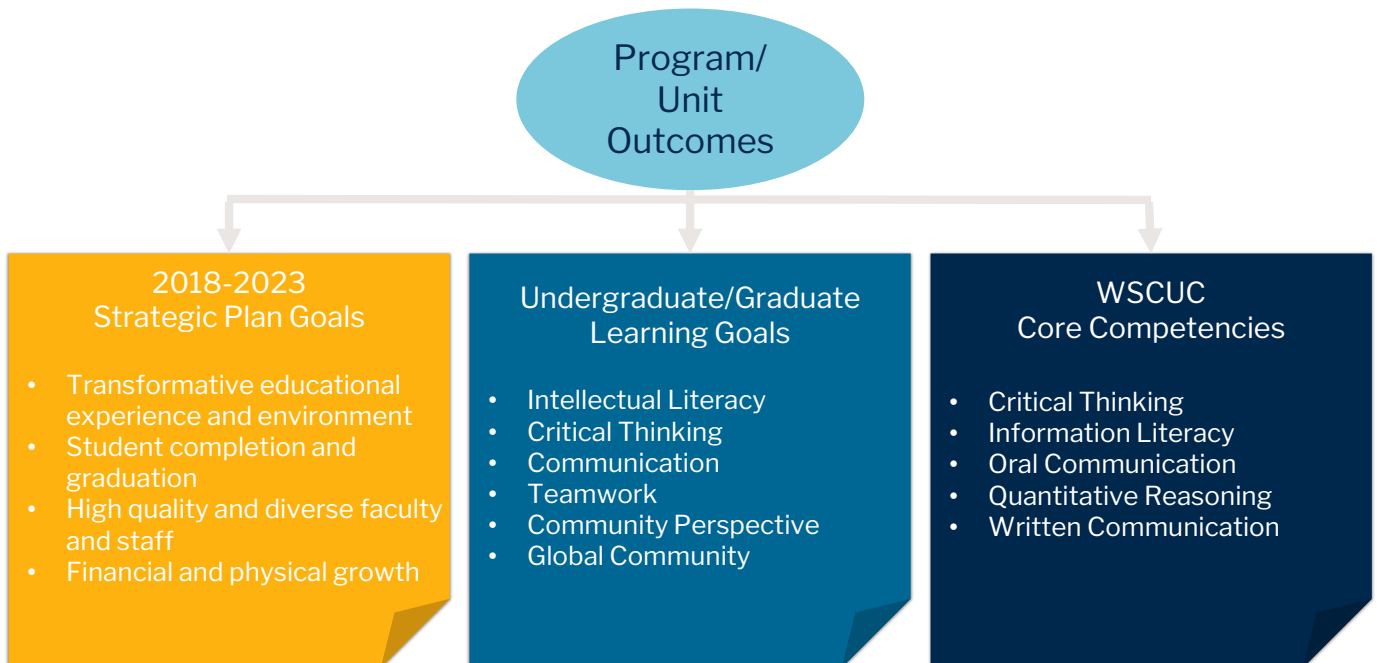 Program/
Unit
Outcomes
2018-2023
Strategic Plan Goals
• Transformative educational
experience and environment
• Student completion and
graduation
• High quality and diverse faculty
and staff
• Financial and physical growth
Undergraduate/Graduate
Learning Goals
• Intellectual Literacy
• Critical Thinking
• Communication
• Teamwork
• Community Perspective
• Global Community
WSCUC
Core Competencies
• Critical Thinking
• Information Literacy
• Oral Communication
• Quantitative Reasoning
• Written Communication